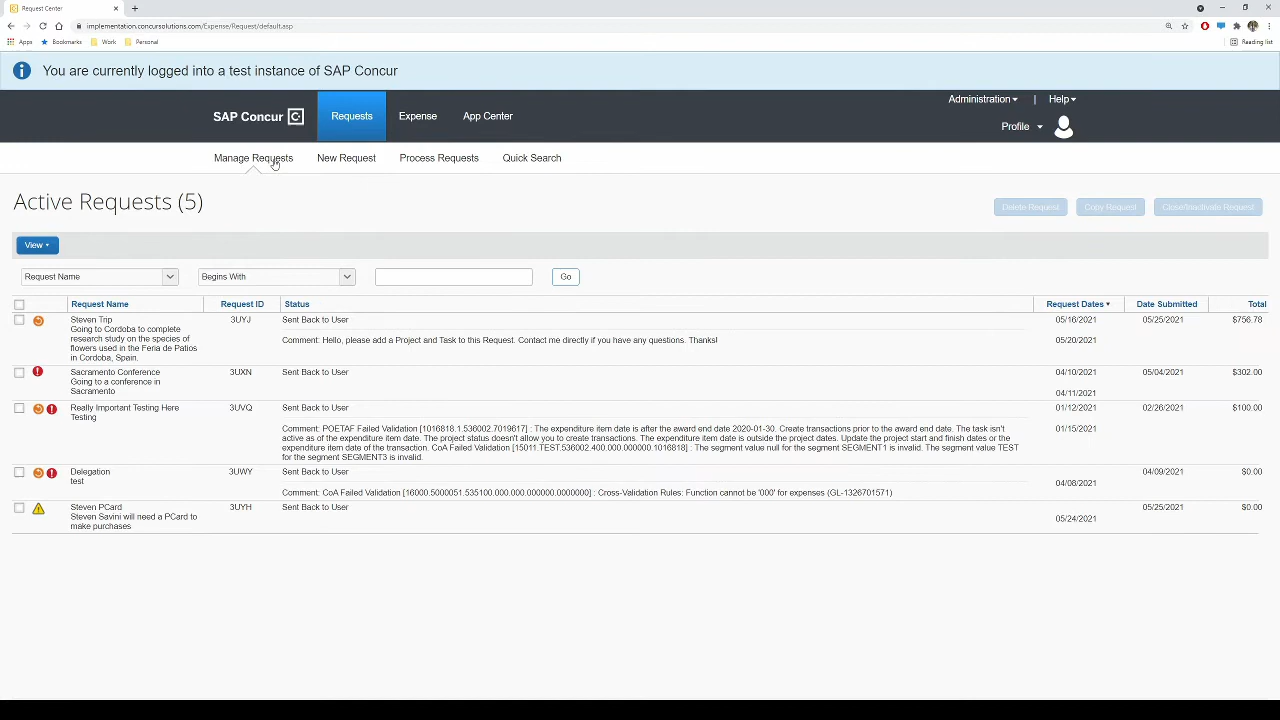 Request Center
implementation.concursolutions.com/Expense/Request/default.asp
Apps Bookmarks Work Personal Reading list
You are currently logged into a test instance of SAP Concur
Administration | Help
SAP Concur C Requests Expense App Center
Profile
Manage Requests New Request Process Requests Quick Search
Active Requests (5)
Delete Request Copy Request Close/Inactivate Request
View
Request Name Begins With Go
Request Name Request ID Status Request Dates Date Submitted Total
Steven Trip 3UYJ Sent Back to User 05/16/2021 05/25/2021 $756.78
Going to Cordoba to complete
research study on the species of
flowers used in the Feria de Patios
in Cordoba, Spain.
Comment: Hello, please add a Project and Task to this Request. Contact me directly if you have any questions. Thanks!
05/20/2021
Sacramento Conference 3UXN Sent Back to User 04/10/2021 05/04/2021 $302.00
Going to a conference in
Sacramento
04/11/2021
Really Important Testing Here 3UVQ Sent Back to User 01/12/2021 02/26/2021 $100.00
Testing
Comment: POETAF Failed Validation [1016818.1.536002.7019617] : The expenditure item date is after the award end date 2020-01-30. Create transactions prior to the award end date. The task isn't
active as of the expenditure item date. The project status doesn't allow you to create transactions. The expenditure item date is outside the project dates. Update the project start and finish dates or the
expenditure item date of the transaction. CoA Failed Validation [15011.TEST.536002.400.000.000000.1016818] : The segment value null for the segment SEGMENT1 is invalid. The segment value TEST
for the segment SEGMENT3 is invalid.
01/15/2021
Delegation 3UWY Sent Back to User 04/09/2021 $0.00
test
Comment: CoA Failed Validation [16000.5000051.535100.000.000.000000.0000000] : Cross-Validation Rules: Function cannot be '000' for expenses (GL-1326701571)
04/08/2021
Steven PCard 3UYH Sent Back to User 05/25/2021 $0.00
Steven Savini will need a PCard to
make purchases
05/24/2021